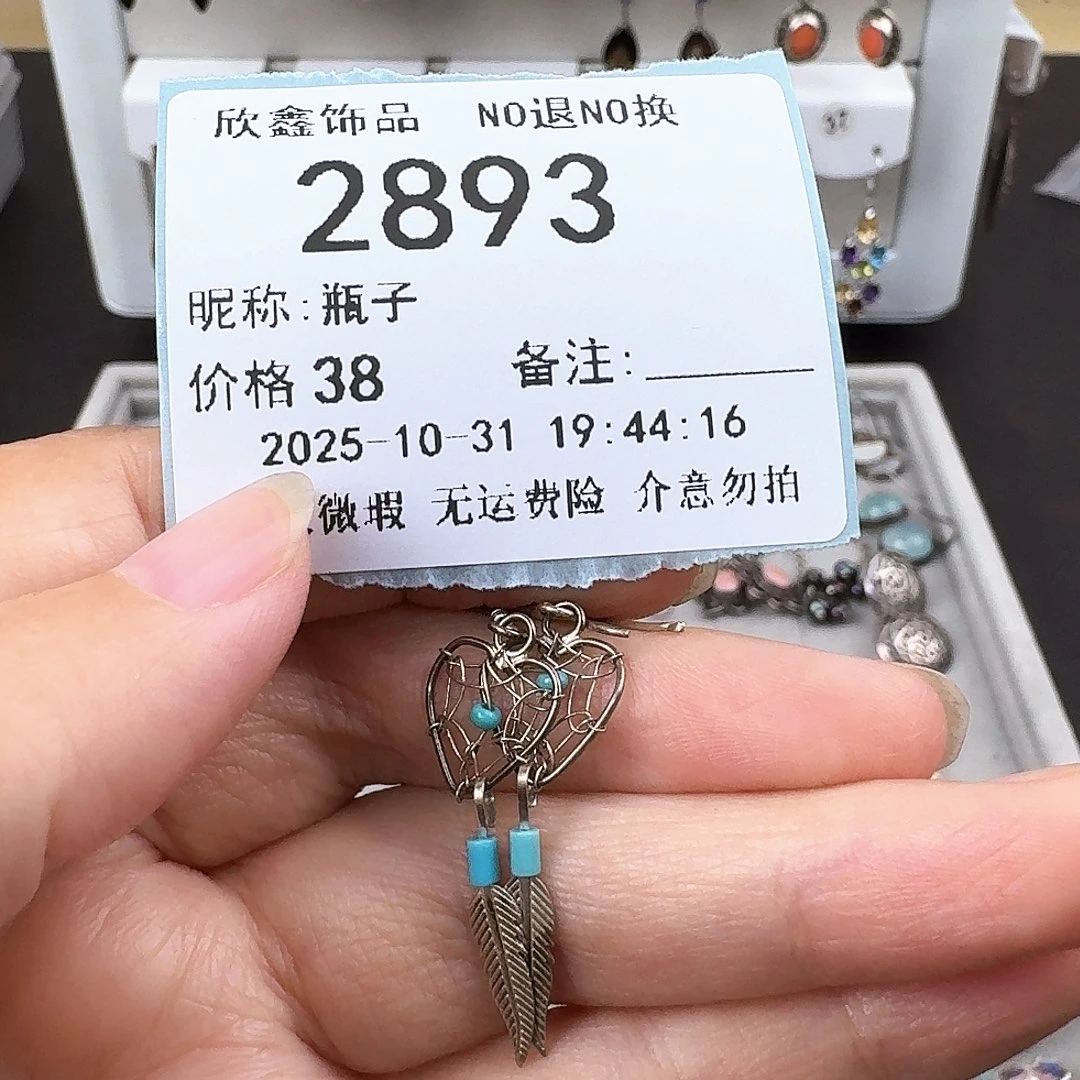 欣鑫饰品 NO退NO换
2893
昵称:瓶子
价格 38 备注:
2025-10-31 19:44:16
微瑕 无运费险 介意勿拍